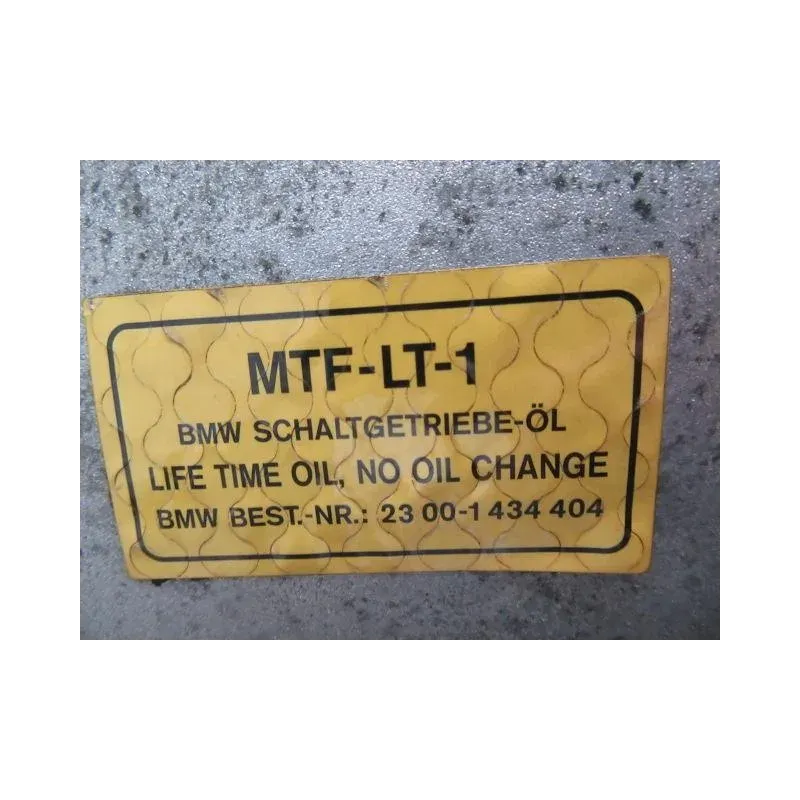 MTF-LT-1
BMW SCHALTGETRIEBE-ÖL
LIFE TIME OIL, NO OIL CHANGE
BMW BEST.-NR.: 23 00-1 434 404